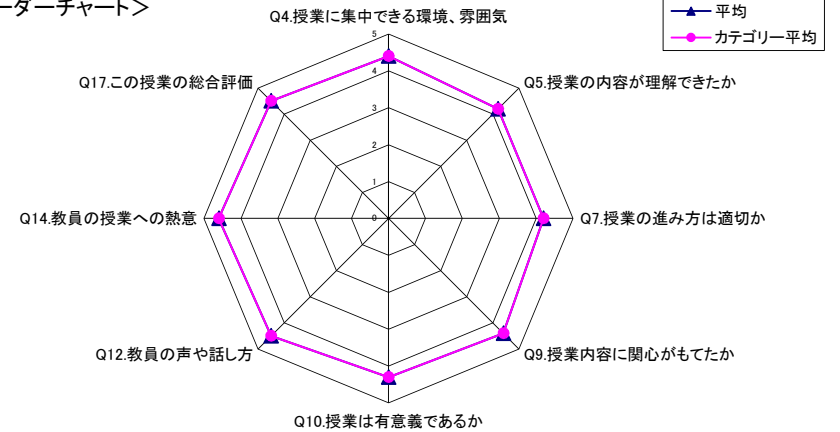 ーダーチャート＞
平均
カテゴリー平均
Q4.授業に集中できる環境、雰囲気
Q17.この授業の総合評価
Q5.授業の内容が理解できたか
Q14.教員の授業への熱意
Q7.授業の進み方は適切か
Q12.教員の声や話し方
Q9.授業内容に関心がもてたか
Q10.授業は有意義であるか
5
4
3
2
1
0